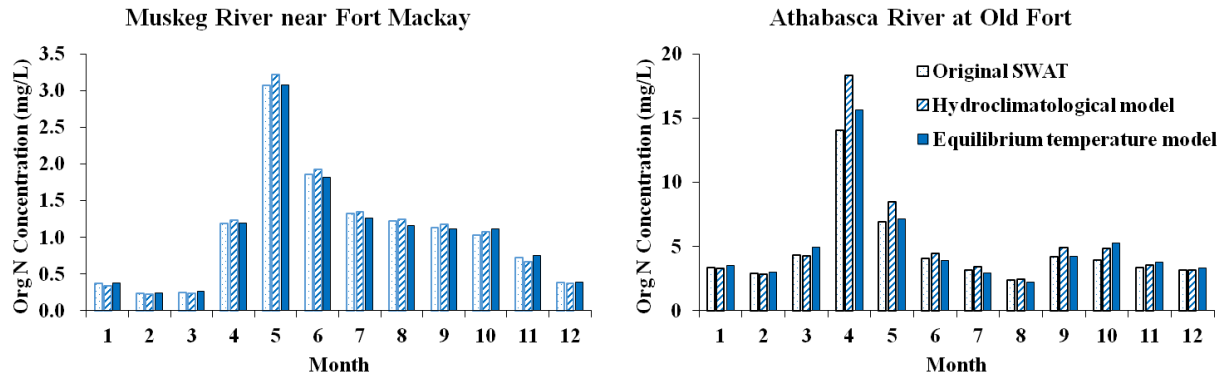 Muskeg River near Fort Mackay
Org N Concentration (mg/L)
3.5
3.0
2.5
2.0
1.5
1.0
0.5
0.0
1 2 3 4 5 6 7 8 9 10 11 12
Month
Athabasca River at Old Fort
Org N Concentration (mg/L)
20
15
10
5
0
Original SWAT
Hydroclimatological model
Equilibrium temperature model
1 2 3 4 5 6 7 8 9 10 11 12
Month